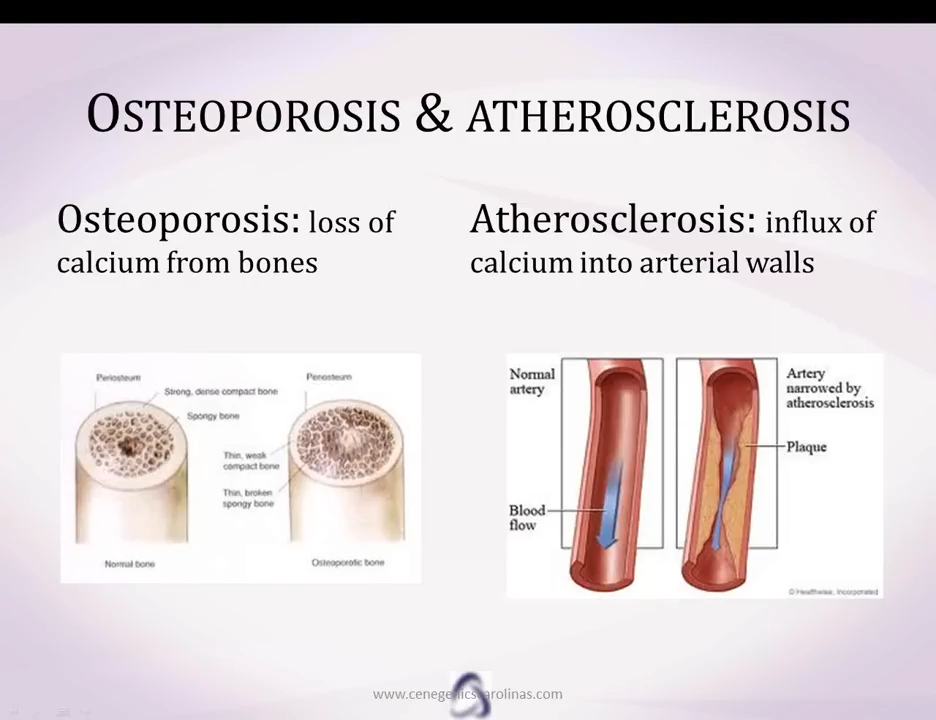 OSTEOPOROSIS & ATHEROSCLEROSIS
Osteoporosis: loss of
calcium from bones
Atherosclerosis: influx of
calcium into arterial walls
Periosteum
Strong, dense compact bone
Spongy bone
Periosteum
Thin, weak
compact bone
Thin, broken
spongy bone
Normal bone
Osteoporotic bone
Normal
artery
Blood
flow
Artery
narrowed by
atherosclerosis
Plaque
© Healthwise, Incorporated
www.cenegenicscarolinas.com